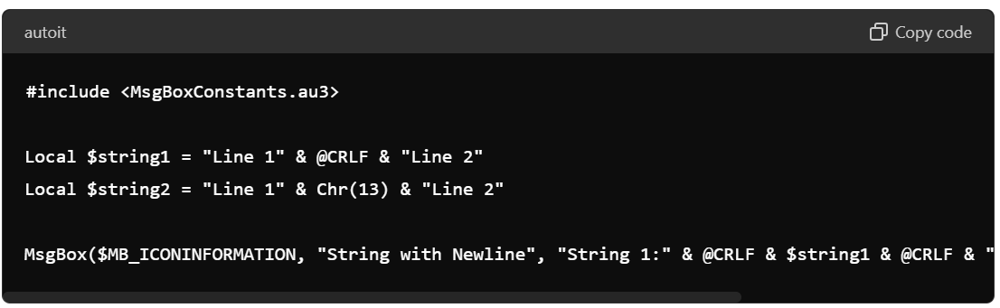 autoit
Copy code
#include <MsgBoxConstants.au3>
Local $string1 = "Line 1" & @CRLF & "Line 2"
Local $string2 = "Line 1" & Chr(13) & "Line 2"
MsgBox($MB_ICONINFORMATION, "String with Newline", "String 1:" & @CRLF & $string1 & @CRLF & "